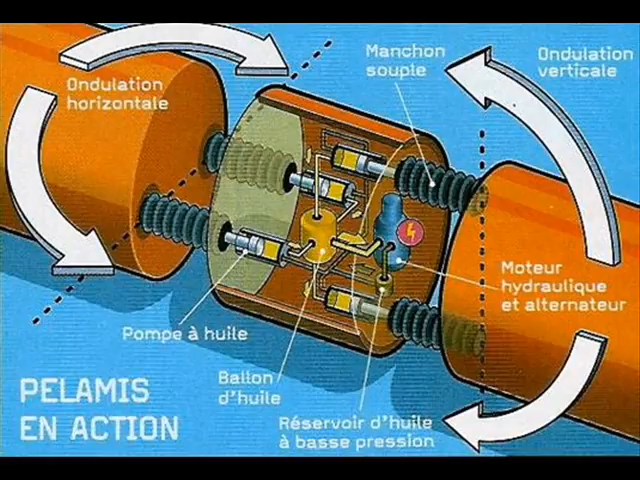 Manchon
souple
Ondulation
verticale
Ondulation
horizontale
Moteur
hydraulique
et alternateur
Pompe à huile
Ballon
d'huile
Réservoir d'huile
à basse pression
PELAMIS
EN ACTION